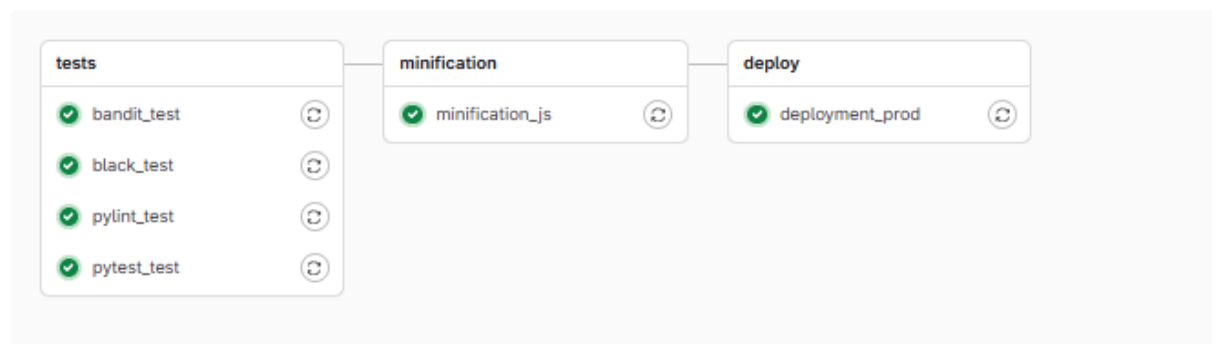 tests
bandit_test
black_test
pylint_test
pytest_test
minification
minification_js
deploy
deployment_prod